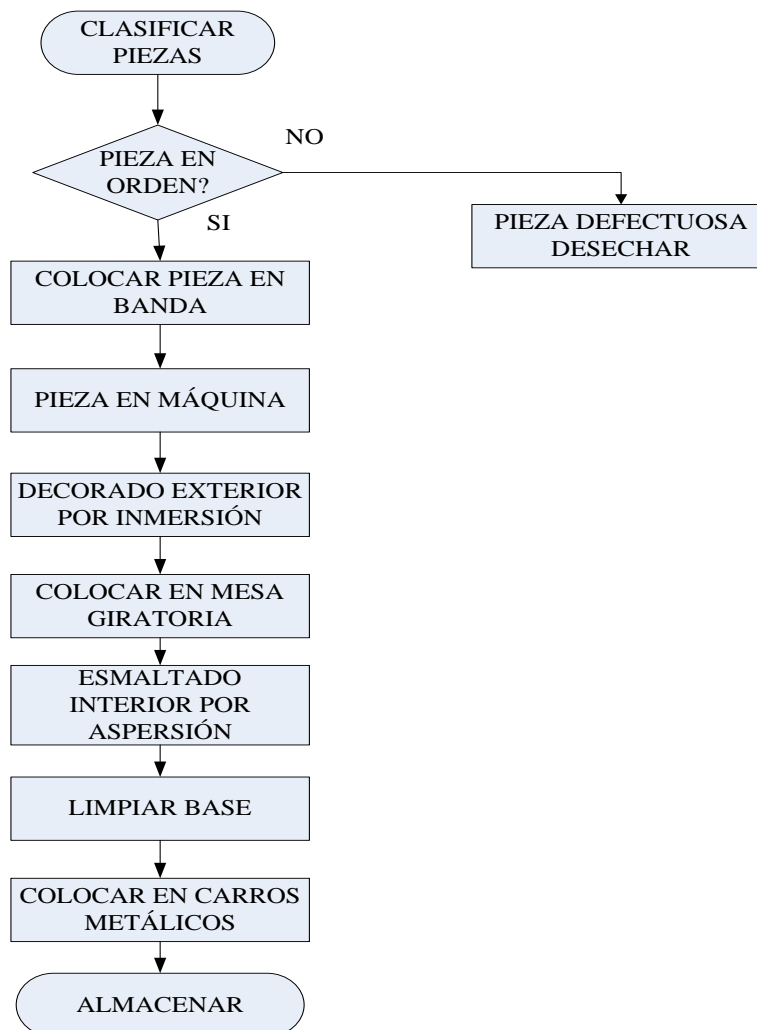 CLASIFICAR
PIEZAS
NO
PIEZA EN
ORDEN?
PIEZA DEFECTUOSA
DESECHAR
SI
COLOCAR PIEZA EN
BANDA
PIEZA EN MÁQUINA
DECORADO EXTERIOR
POR INMERSIÓN
COLOCAR EN MESA
GIRATORIA
ESMALTADO
INTERIOR POR
ASPERSIÓN
LIMPIAR BASE
COLOCAR EN CARROS
METÁLICOS
ALMACENAR